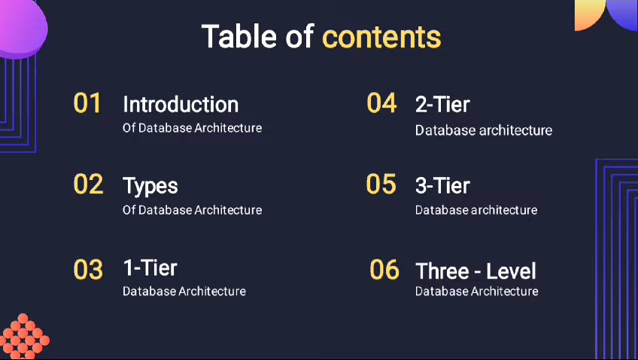 Table of contents
01 Introduction
Of Database Architecture
02 Types
Of Database Architecture
03 1-Tier
Database Architecture
04 2-Tier
Database architecture
05 3-Tier
Database architecture
06 Three - Level
Database Architecture